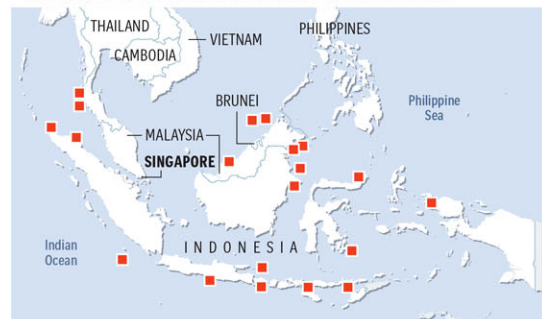 THAILAND
VIETNAM
CAMBODIA
PHILIPPINES
BRUNEI
Philippine
Sea
MALAYSIA
SINGAPORE
Indian
Ocean
INDONESIA